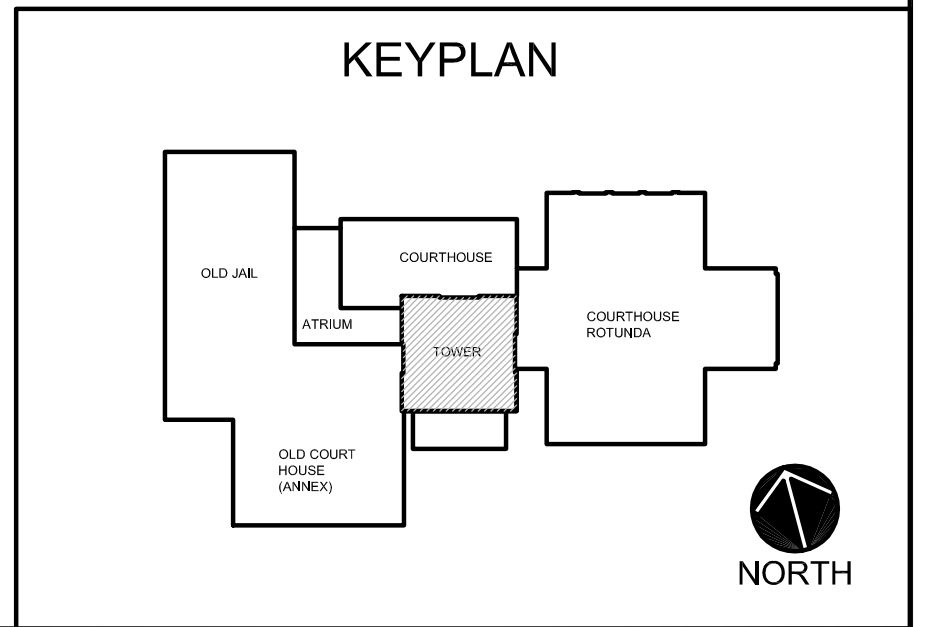 KEYPLAN
OLD JAIL
COURTHOUSE
ATRIUM
TOWER
COURTHOUSE
ROTUNDA
OLD COURT
HOUSE
(ANNEX)
NORTH